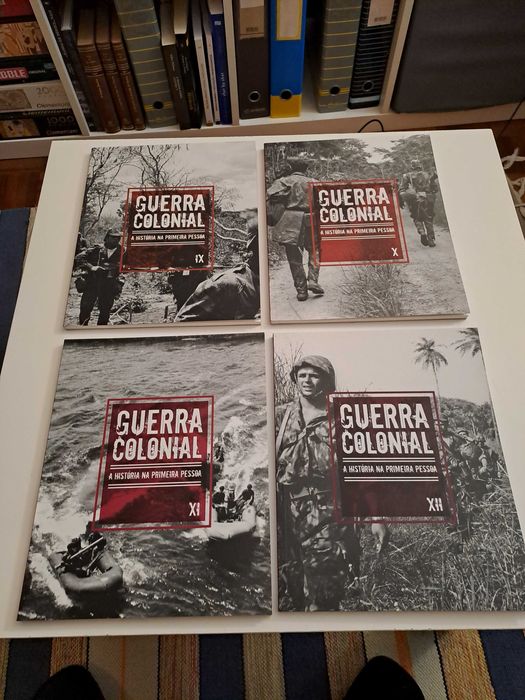 GUERRA
COLONIAL
A HISTÓRIA NA PRIMEIRA PESSOA
IX
GUERRA
COLONIAL
A HISTÓRIA NA PRIMEIRA PESSOA
X
GUERRA
COLONIAL
A HISTÓRIA NA PRIMEIRA PESSOA
XI
GUERRA
COLONIAL
A HISTÓRIA NA PRIMEIRA PESSOA
XII